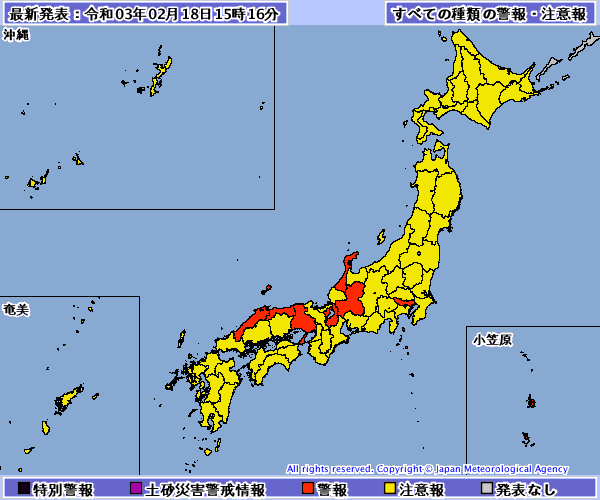 最新発表：令和03年02月18日15時16分
すべての種類の警報・注意報
沖縄
奄美
小笠原
All rights reserved. Copyright © Japan Meteorological Agency
特別警報 土砂災害警戒情報 警報 注意報 発表なし